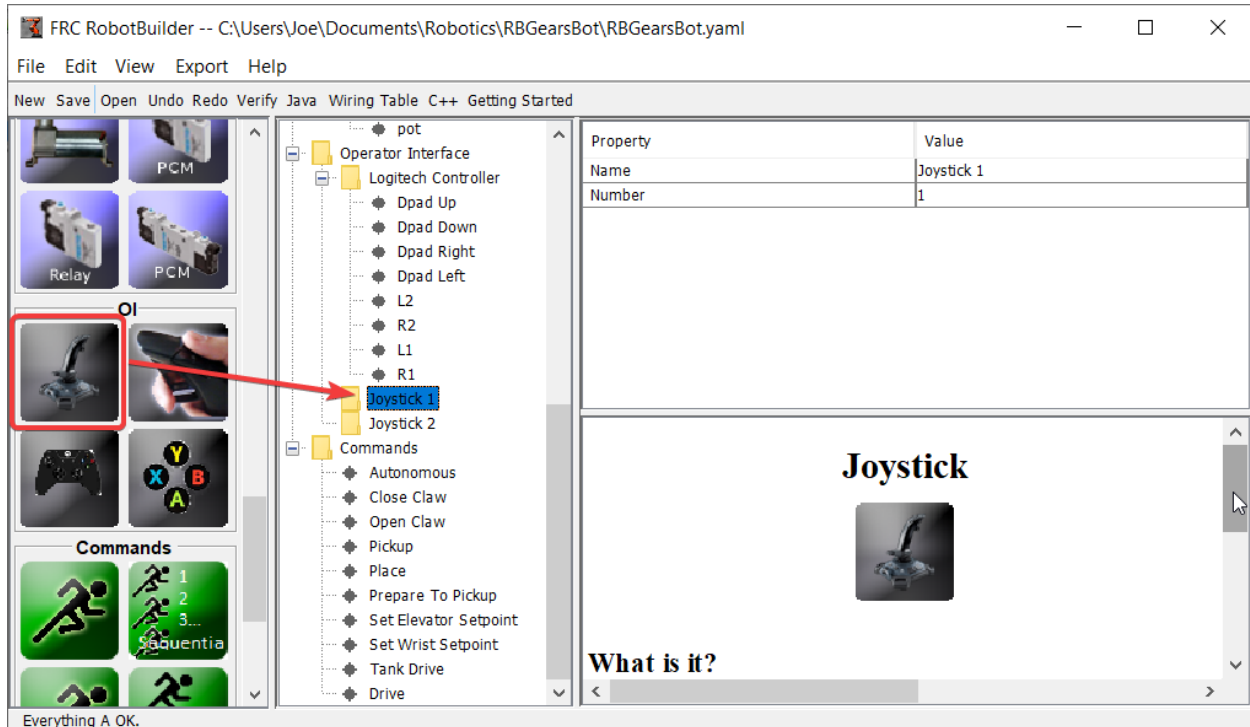 FRC RobotBuilder -- C:\Users\Joe\Documents\Robotics\RBGearsBot\RBGearsBot.yaml
File Edit View Export Help
New Save Open Undo Redo Verify Java Wiring Table C++ Getting Started
PCM
Relay
PCM
OI
Y
X
B
A
Commands
1
2
3...
Sequentia
pot
Operator Interface
Logitech Controller
Dpad Up
Dpad Down
Dpad Right
Dpad Left
L2
R2
L1
R1
Joystick 1
Joystick 2
Commands
Autonomous
Close Claw
Open Claw
Pickup
Place
Prepare To Pickup
Set Elevator Setpoint
Set Wrist Setpoint
Tank Drive
Drive
Property Value
Name Joystick 1
Number 1
Joystick
What is it?
Everything A OK.